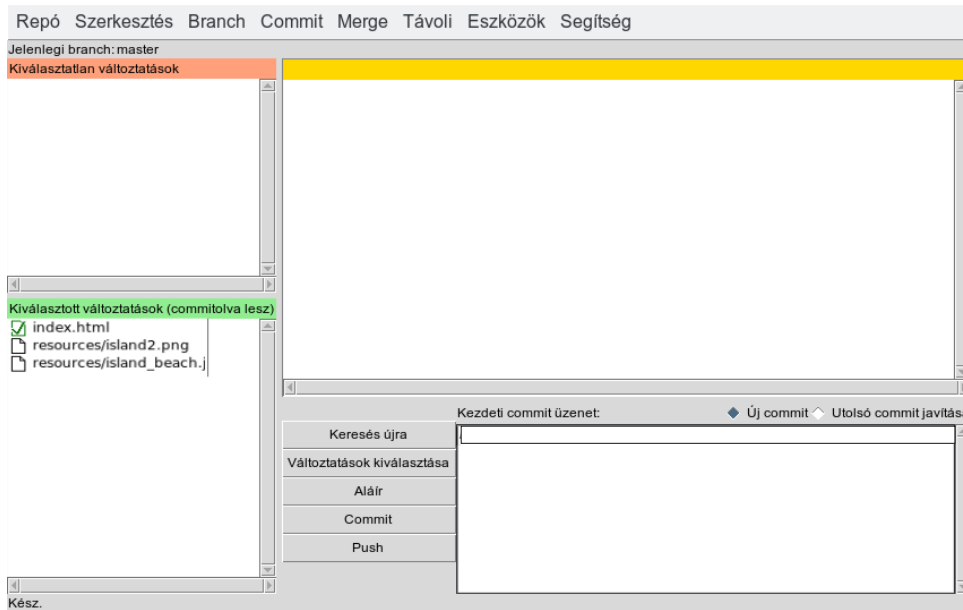 Repó Szerkesztés Branch Commit Merge Távoli Eszközök Segítség
Jelenlegi branch: master
Kiválasztatlan változtatások
Kiválasztott változtatások (commitolva lesz)
index.html
resources/island2.png
resources/island_beach.j
Kezdeti commit üzenet:
Új commit
Utolsó commit javítása
Keresés újra
Változtatások kiválasztása
Aláír
Commit
Push
Kész.